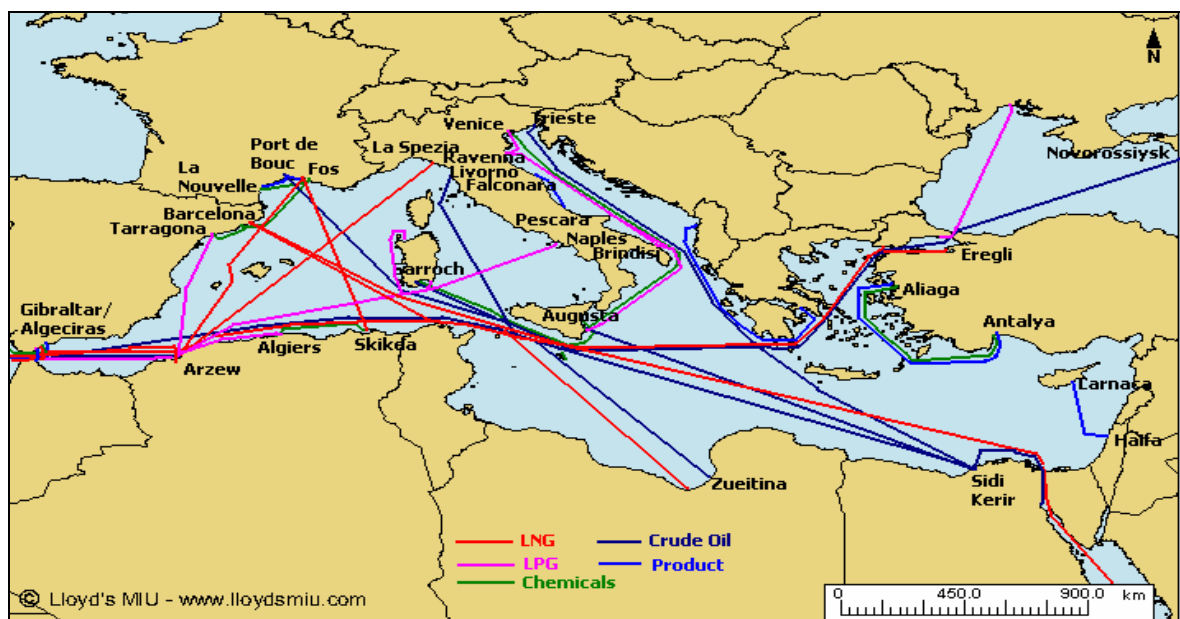 N
Venice
Trieste
Port de
Bouc
Fos
La Spezia
Ravenna
Livorno
Falconara
Novorossiysk
La
Nouvelle
Barcelona
Tarragona
Pescara
Naples
Brindisi
Eregli
Sarroch
Aliaga
Gibraltar/
Algeciras
Augusta
Antalya
Algiers
Skikda
Arzew
Larnaca
Haifa
Zueitina
Sidi
Kerir
LNG
Crude Oil
LPG
Product
Chemicals
© Lloyd's MIU - www.lloydsmiu.com
0 450.0 900.0 km